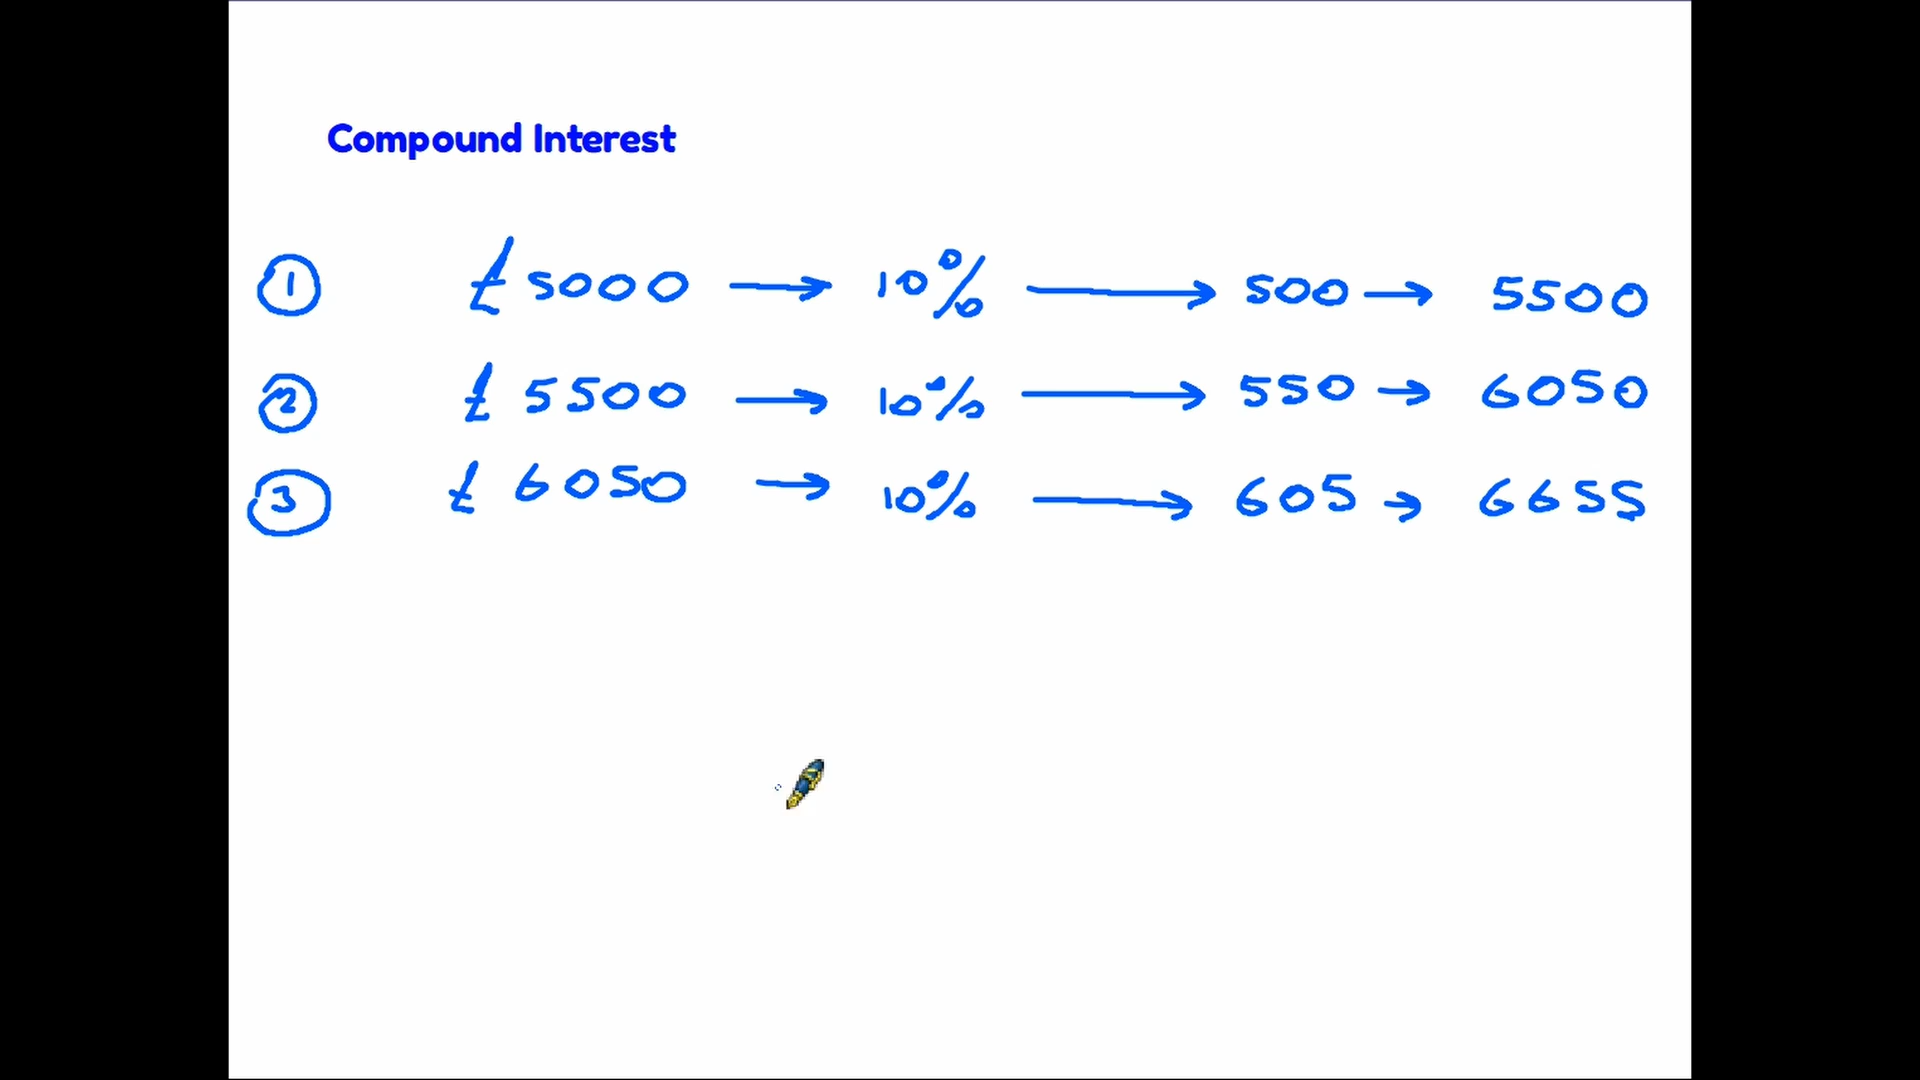 Compound Interest
① £5000 → 10% → 500 → 5500
② £5500 → 10% → 550 → 6050
③ £6050 → 10% → 605 → 6655